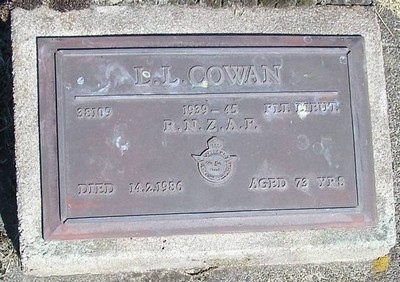 L.L. COWAN
38109 1939-45 FLT. LIEUT.
R.N.Z.A.F.
DIED 14.2.1986 AGED 73 YRS